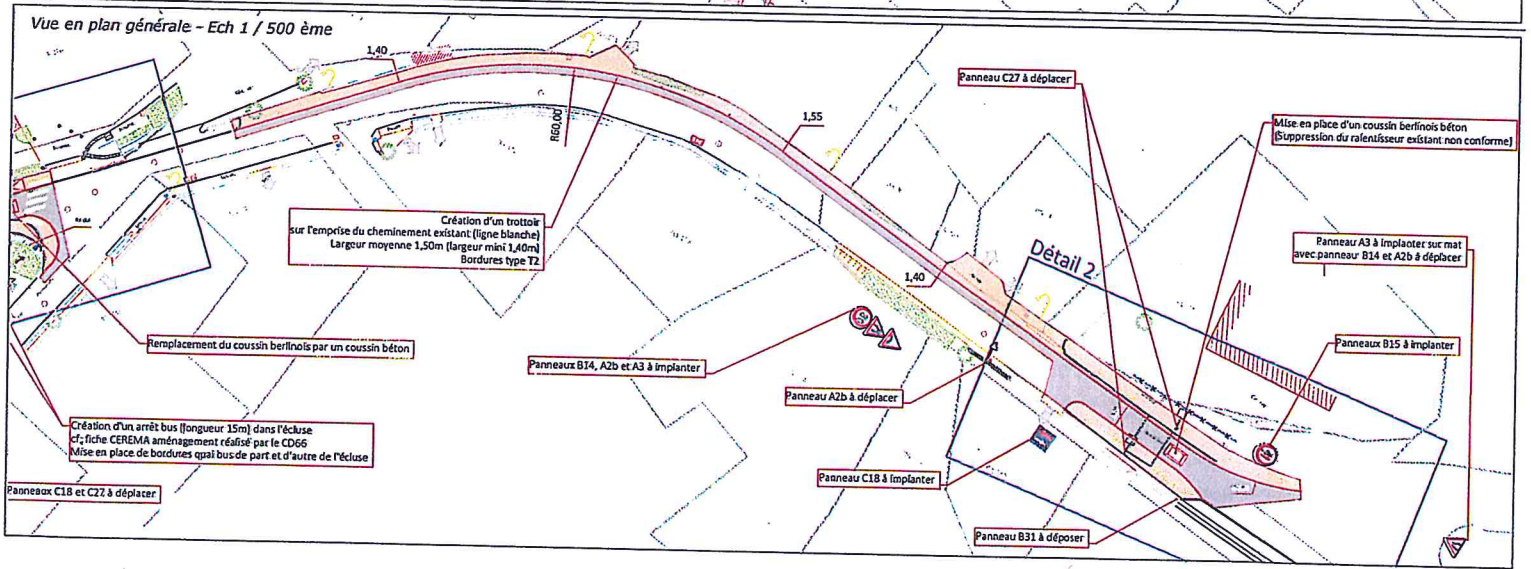 Vue en plan générale - Ech 1 / 500 ème
1,40
R60,00
1,55
Panneau C27 à déplacer
Mise en place d'un coussin berlinois béton
(Suppression du ralentisseur existant non conforme)
Création d'un trottoir
sur l'emprise du cheminement existant (ligne blanche)
Largeur moyenne 1,50m (largeur mini 1,40m)
Bordures type T2
Détail 2
Panneau A3 à implanter sur mat
avec panneau B14 et A2b à déplacer
1,40
Remplacement du coussin berlinois par un coussin béton
Panneaux B14, A2b et A3 à implanter
Panneaux B15 à implanter
Panneau A2b à déplacer
Création d'un arrêt bus (longueur 15m) dans l'écluse
cf; fiche CEREMA aménagement réalisé par le CD66
Mise en place de bordures quai bus de part et d'autre de l'écluse
Panneau C18 à implanter
Panneaux C18 et C27 à déplacer
Panneau B31 à déposer